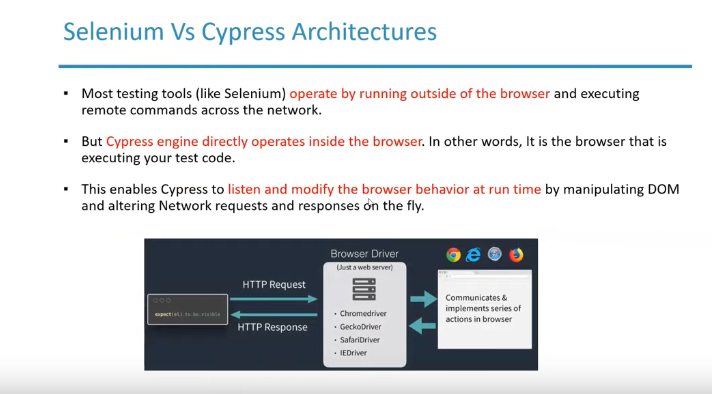 Selenium Vs Cypress Architectures
▪ Most testing tools (like Selenium) operate by running outside of the browser and executing
remote commands across the network.
▪ But Cypress engine directly operates inside the browser. In other words, It is the browser that is
executing your test code.
▪ This enables Cypress to listen and modify the browser behavior at run time by manipulating DOM
and altering Network requests and responses on the fly.
expect(el).to.be.visible
HTTP Request
HTTP Response
Browser Driver
(Just a web server)
• Chromedriver
• GeckoDriver
• SafariDriver
• IEDriver
Communicates &
implements series of
actions in browser